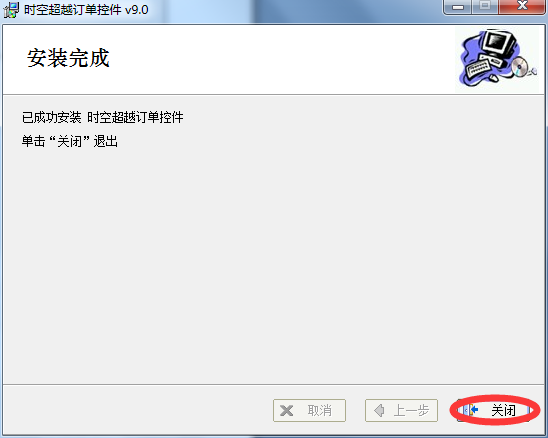 时空超越订单控件 v9.0
安装完成
已成功安装 时空超越订单控件
单击“关闭”退出
取消
上一步
关闭